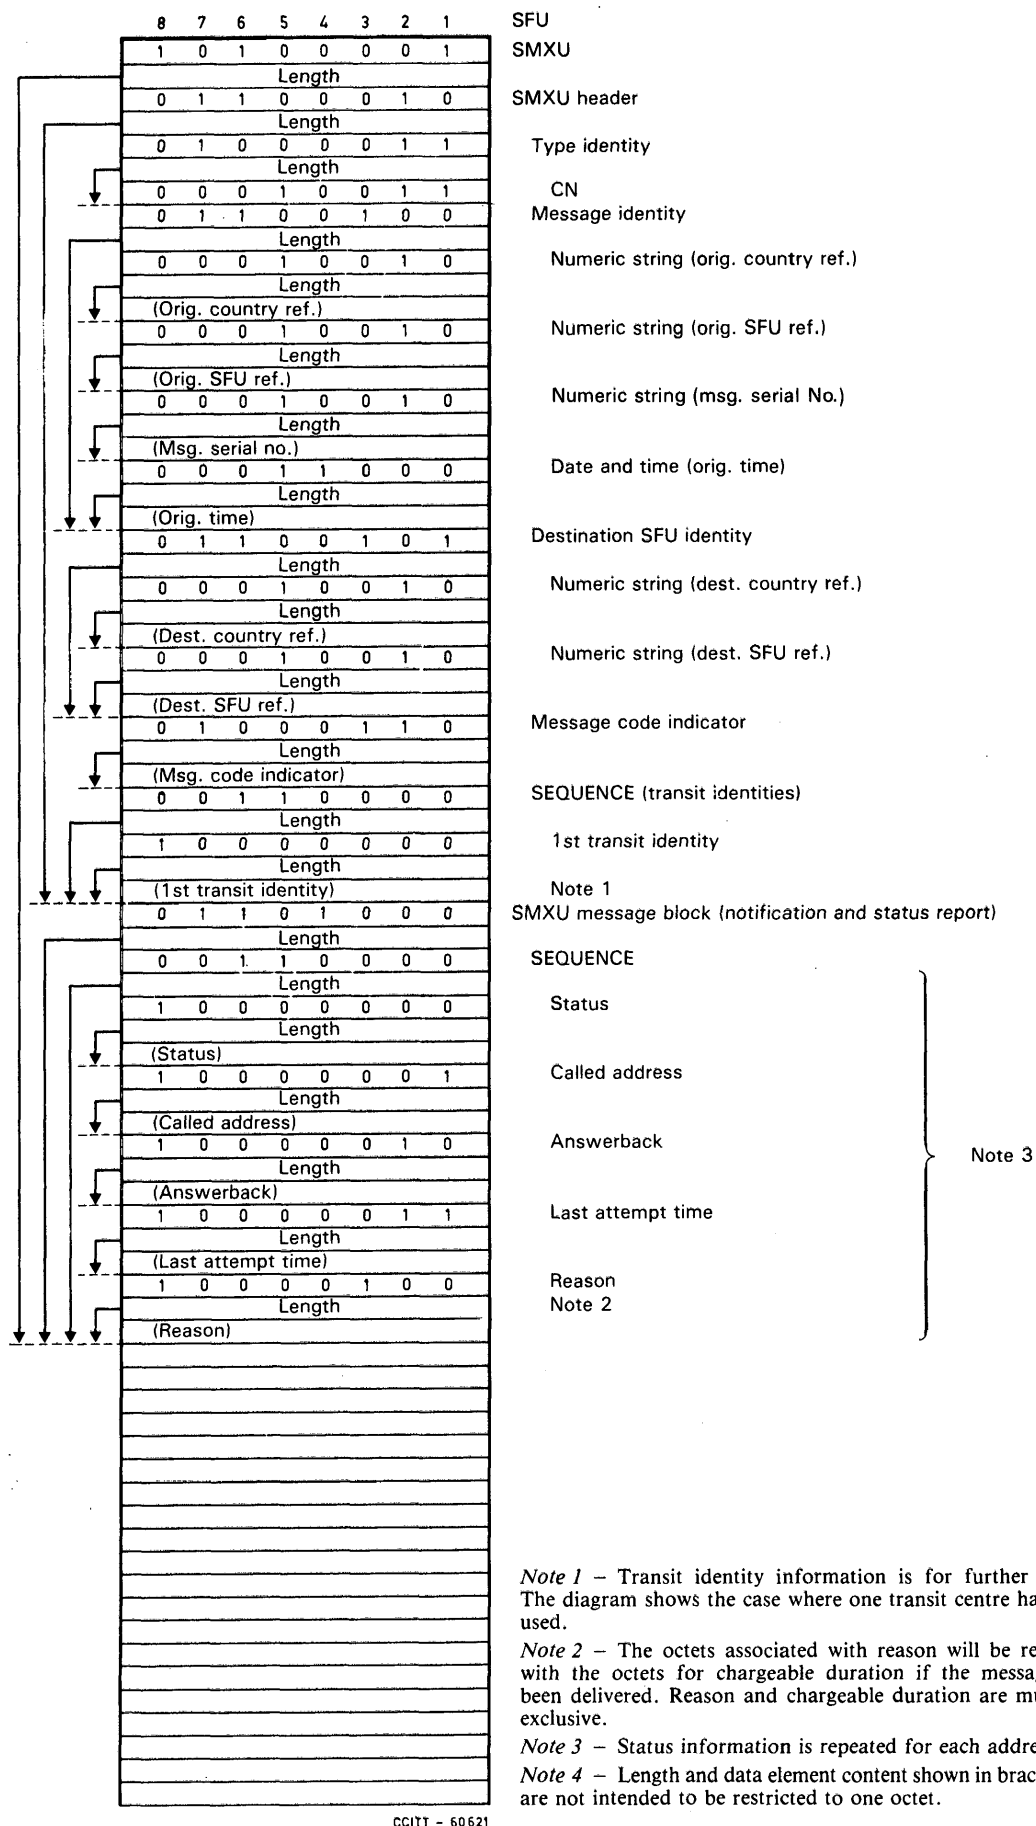 8 7 6 5 4 3 2 1 SFU
1 0 1 0 0 0 0 1 SMXU
Length
0 1 1 0 0 0 1 0 SMXU header
Length
0 1 0 0 0 0 1 1 Type identity
Length
0 0 0 1 0 0 1 1 CN
0 1 1 0 0 1 0 0 Message identity
Length
0 0 0 1 0 0 1 0 Numeric string (orig. country ref.)
Length
(Orig. country ref.)
0 0 0 1 0 0 1 0 Numeric string (orig. SFU ref.)
Length
(Orig. SFU ref.)
0 0 0 1 0 0 1 0 Numeric string (msg. serial No.)
Length
(Msg. serial no.)
0 0 0 1 1 0 0 0 Date and time (orig. time)
Length
(Orig. time)
0 1 1 0 0 1 0 1 Destination SFU identity
Length
0 0 0 1 0 0 1 0 Numeric string (dest. country ref.)
Length
(Dest. country ref.)
0 0 0 1 0 0 1 0 Numeric string (dest. SFU ref.)
Length
(Dest. SFU ref.)
0 1 0 0 0 1 1 0 Message code indicator
Length
(Msg. code indicator)
0 0 1 1 0 0 0 0 SEQUENCE (transit identities)
Length
1 0 0 0 0 0 0 0 1st transit identity
Length
(1st transit identity) Note 1
0 1 1 0 1 0 0 0 SMXU message block (notification and status report)
Length
0 0 1 1 0 0 0 0 SEQUENCE
Length
1 0 0 0 0 0 0 0 Status
Length
(Status)
1 0 0 0 0 0 0 1 Called address
Length
(Called address)
1 0 0 0 0 0 1 0 Answerback
Note 3
Length
(Answerback)
1 0 0 0 0 0 1 1 Last attempt time
Length
(Last attempt time)
1 0 0 0 0 1 0 0 Reason
Length Note 2
(Reason)
Note 1 – Transit identity information is for further
The diagram shows the case where one transit centre ha
used.
Note 2 – The octets associated with reason will be re
with the octets for chargeable duration if the messa
been delivered. Reason and chargeable duration are m
exclusive.
Note 3 – Status information is repeated for each addre
Note 4 – Length and data element content shown in brac
are not intended to be restricted to one octet.
CCITT - 60621